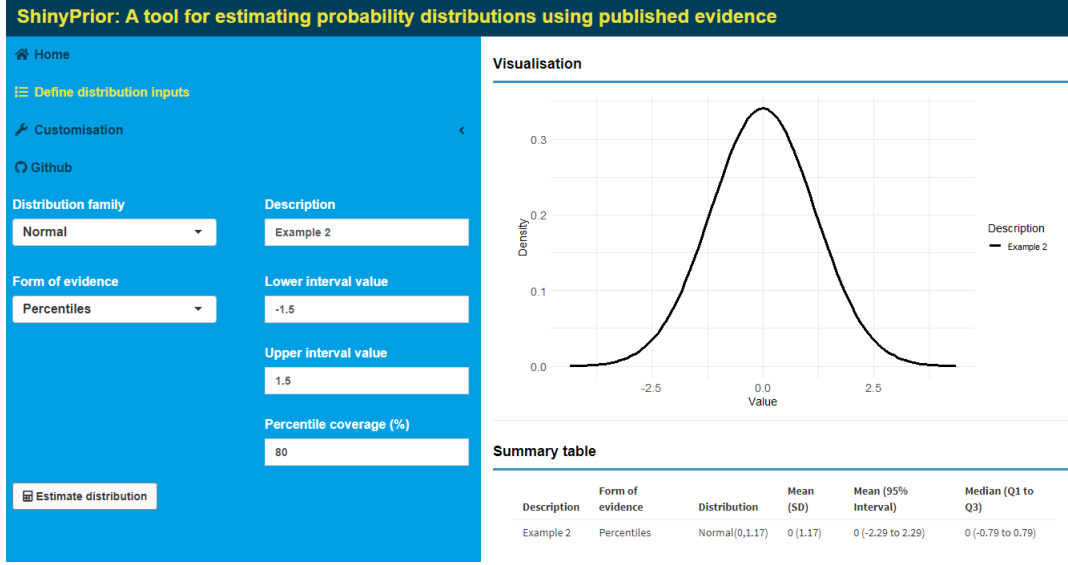 ShinyPrior: A tool for estimating probability distributions using published evidence
Home
Define distribution inputs
Customisation
Github
Distribution family
Normal
Description
Example 2
Form of evidence
Percentiles
Lower interval value
-1.5
Upper interval value
1.5
Percentile coverage (%)
80
Estimate distribution
Visualisation
0.3
0.2
0.1
0.0
Density
-2.5 0.0 2.5
Value
Description
Example 2
Summary table
Description Form of evidence Distribution Mean (SD) Mean (95% Interval) Median (Q1 to Q3)
Example 2 Percentiles Normal(0,1.17) 0 (1.17) 0 (-2.29 to 2.29) 0 (-0.79 to 0.79)